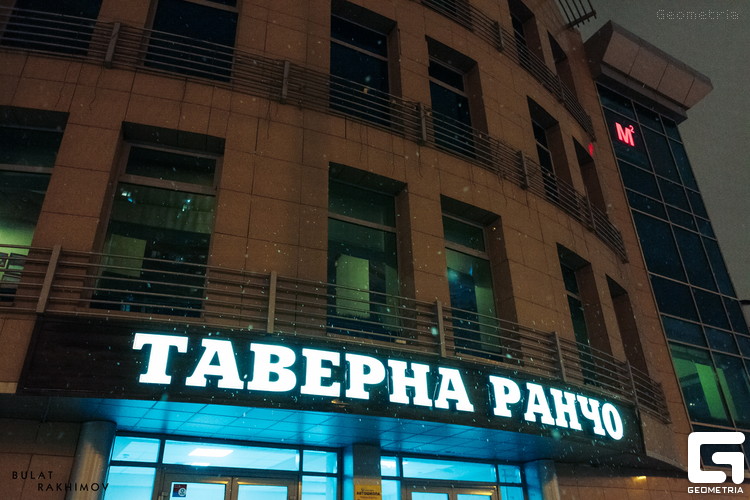 Geometria
M²
ТАВЕРНА РАНЧО
BULAT
RAKHIMOV
GEOMETRIA